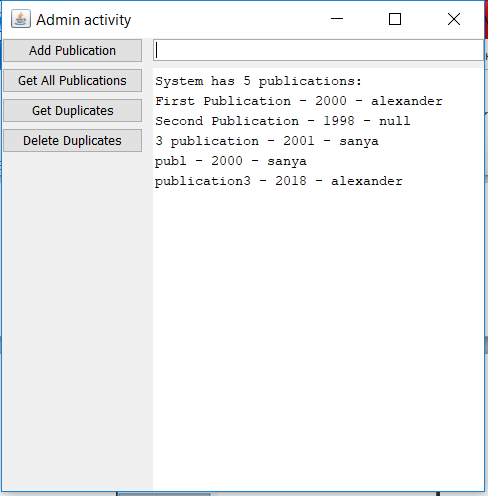 Admin activity
Add Publication
Get All Publications
Get Duplicates
Delete Duplicates
System has 5 publications:
First Publication - 2000 - alexander
Second Publication - 1998 - null
3 publication - 2001 - sanya
publ - 2000 - sanya
publication3 - 2018 - alexander